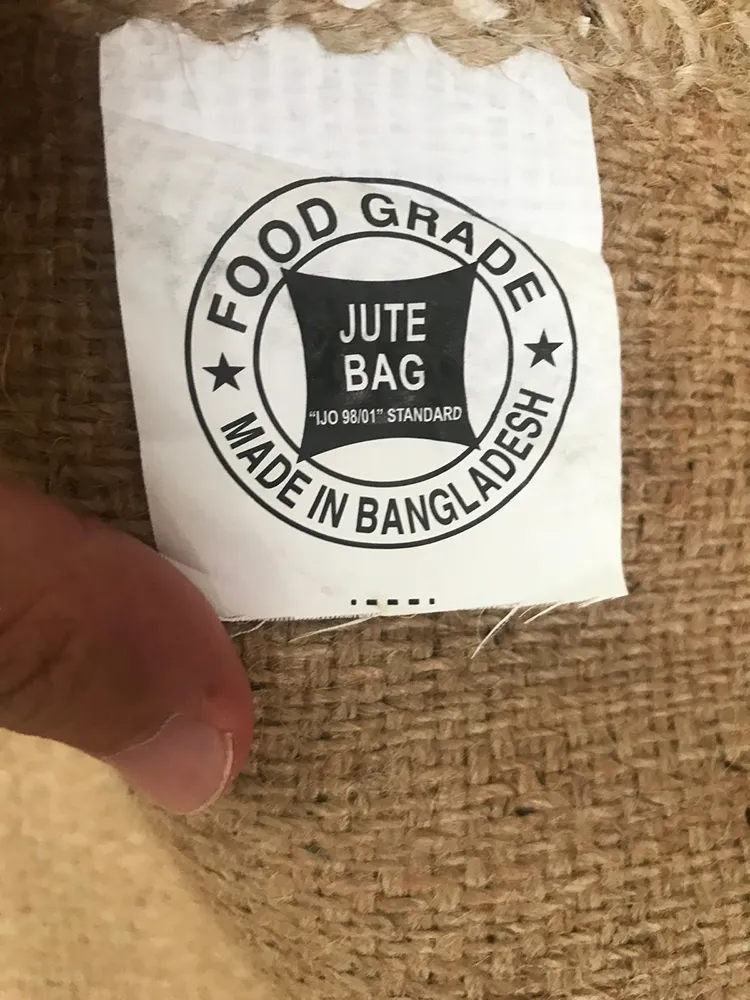 FOOD GRADE
JUTE
BAG
“IJO 98/01” STANDARD
MADE IN BANGLADESH